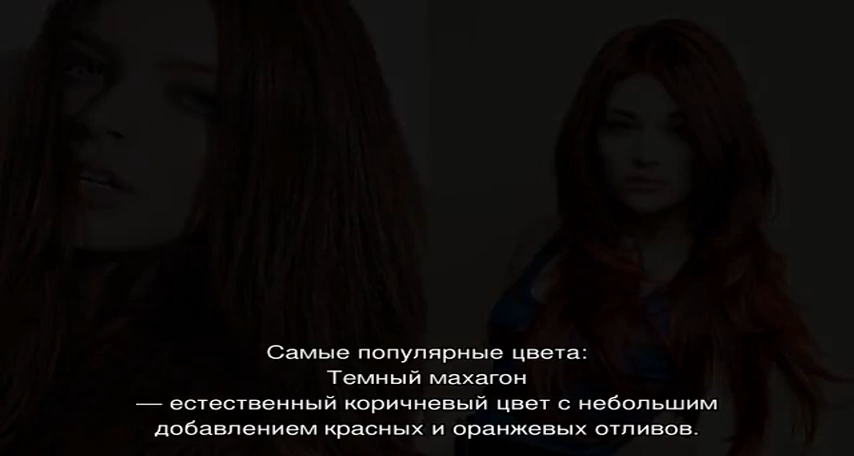 Самые популярные цвета:
Темный махагон
— естественный коричневый цвет с небольшим
добавлением красных и оранжевых отливов.